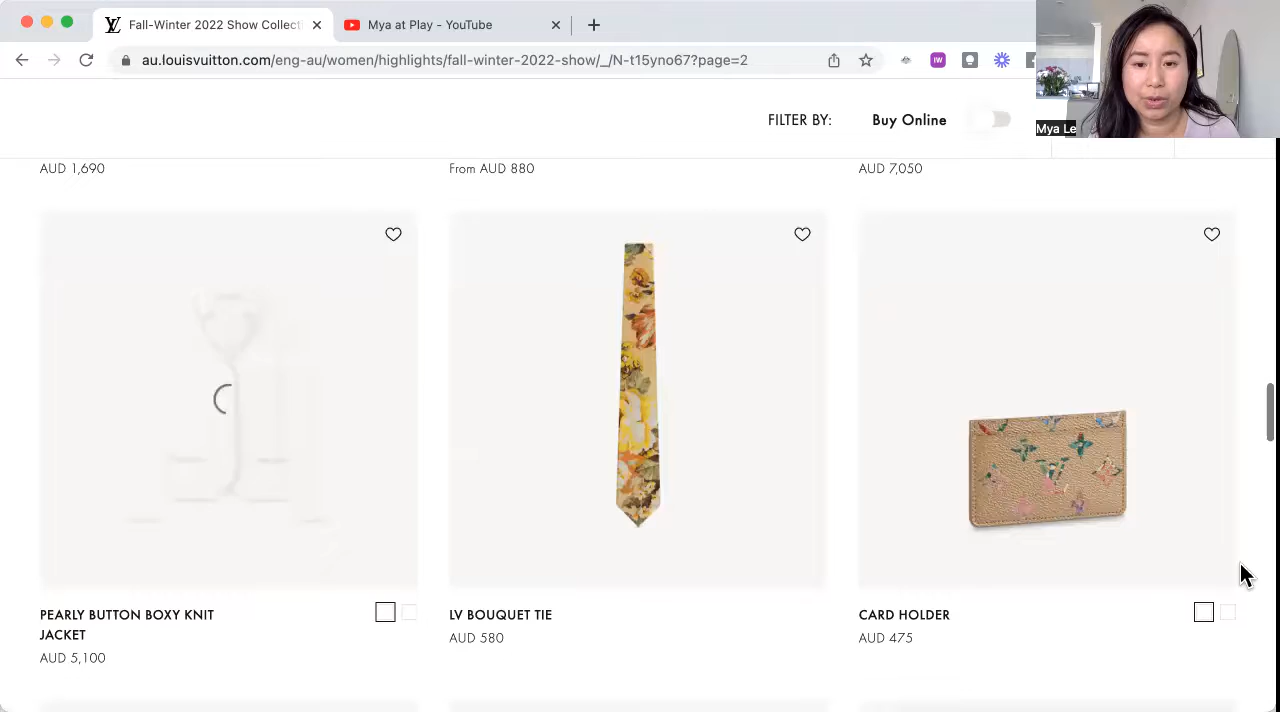 Fall-Winter 2022 Show Collecti
Mya at Play - YouTube
au.louisvuitton.com/eng-au/women/highlights/fall-winter-2022-show/_/N-t15yno67?page=2
IW
Mya Le
FILTER BY:
Buy Online
AUD 1,690
From AUD 880
AUD 7,050
PEARLY BUTTON BOXY KNIT
JACKET
AUD 5,100
LV BOUQUET TIE
AUD 580
CARD HOLDER
AUD 475